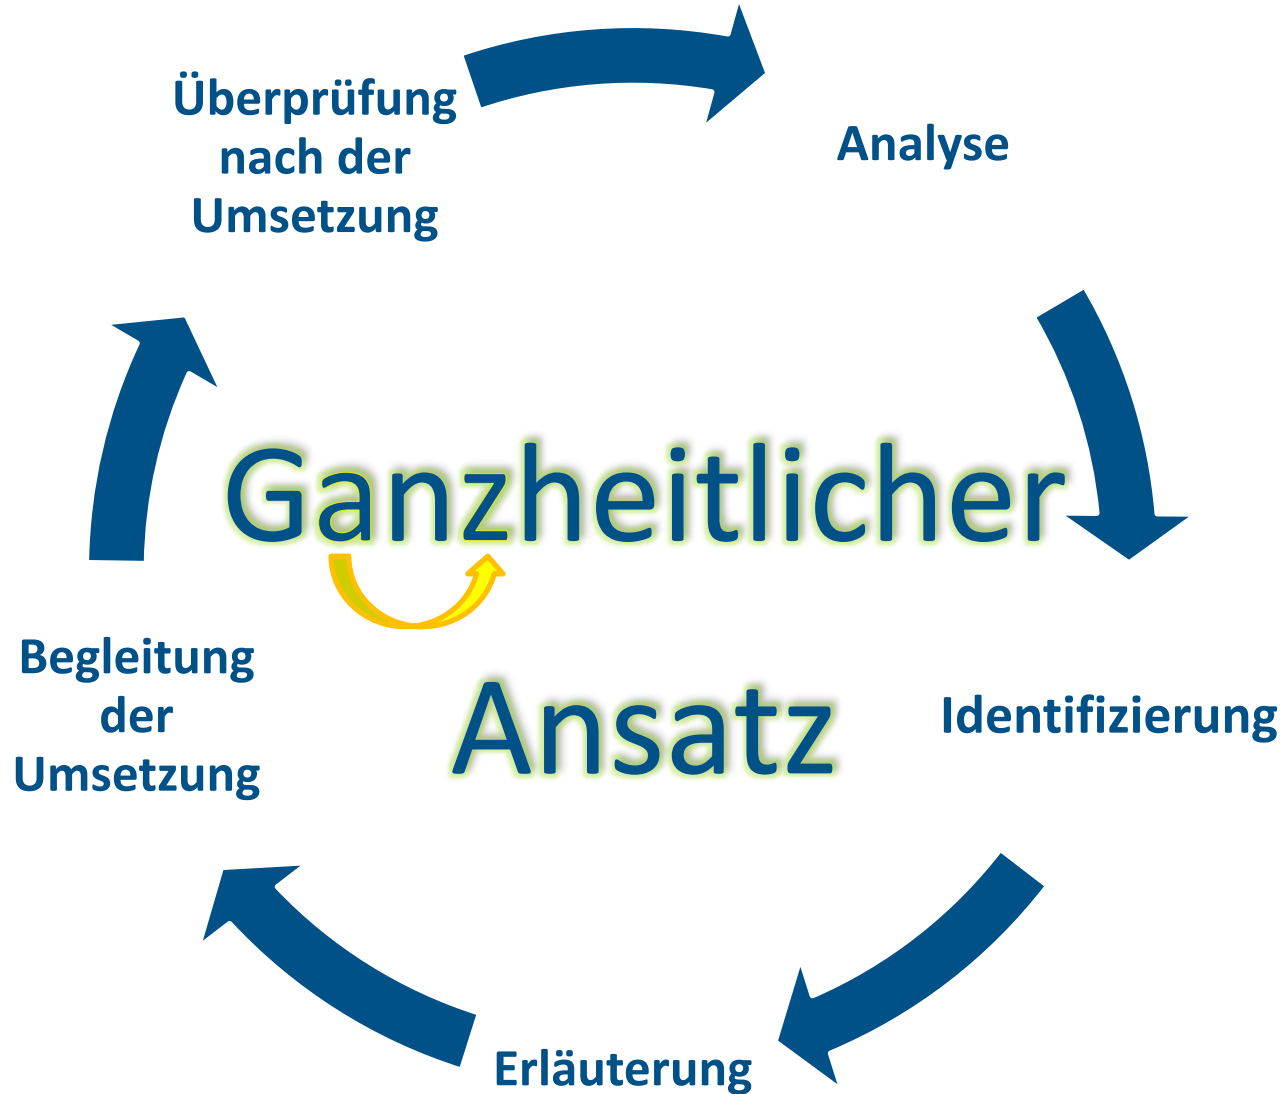 Überprüfung
nach der
Umsetzung
Analyse
Ganzheitlicher
Ansatz
Identifizierung
Erläuterung
Begleitung
der
Umsetzung